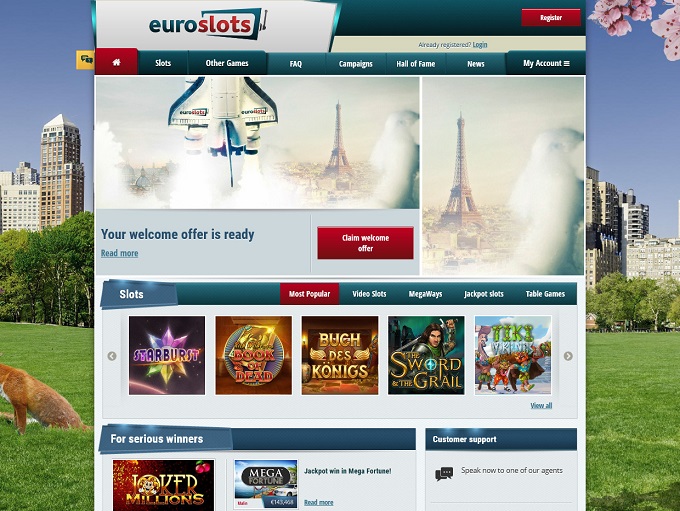 euroslots
Register
Already registered? Login
Slots
Other Games
FAQ
Campaigns
Hall of Fame
News
My Account
euroslots
euroslots
Your welcome offer is ready
Read more
Claim welcome
offer
Slots
Most Popular
Video Slots
MegaWays
Jackpot slots
Table Games
STARBURST
BOOK
OF
DEAD
BUCH
DES
KÖNIGS
THE
SWORD
& THE GRAIL
TIKI
VIKINGS
View all
For serious winners
Customer support
JOKER
MILLIONS
MEGA
FORTUNE
€143,468
Jackpot win in Mega Fortune!
Read more
Speak now to one of our agents